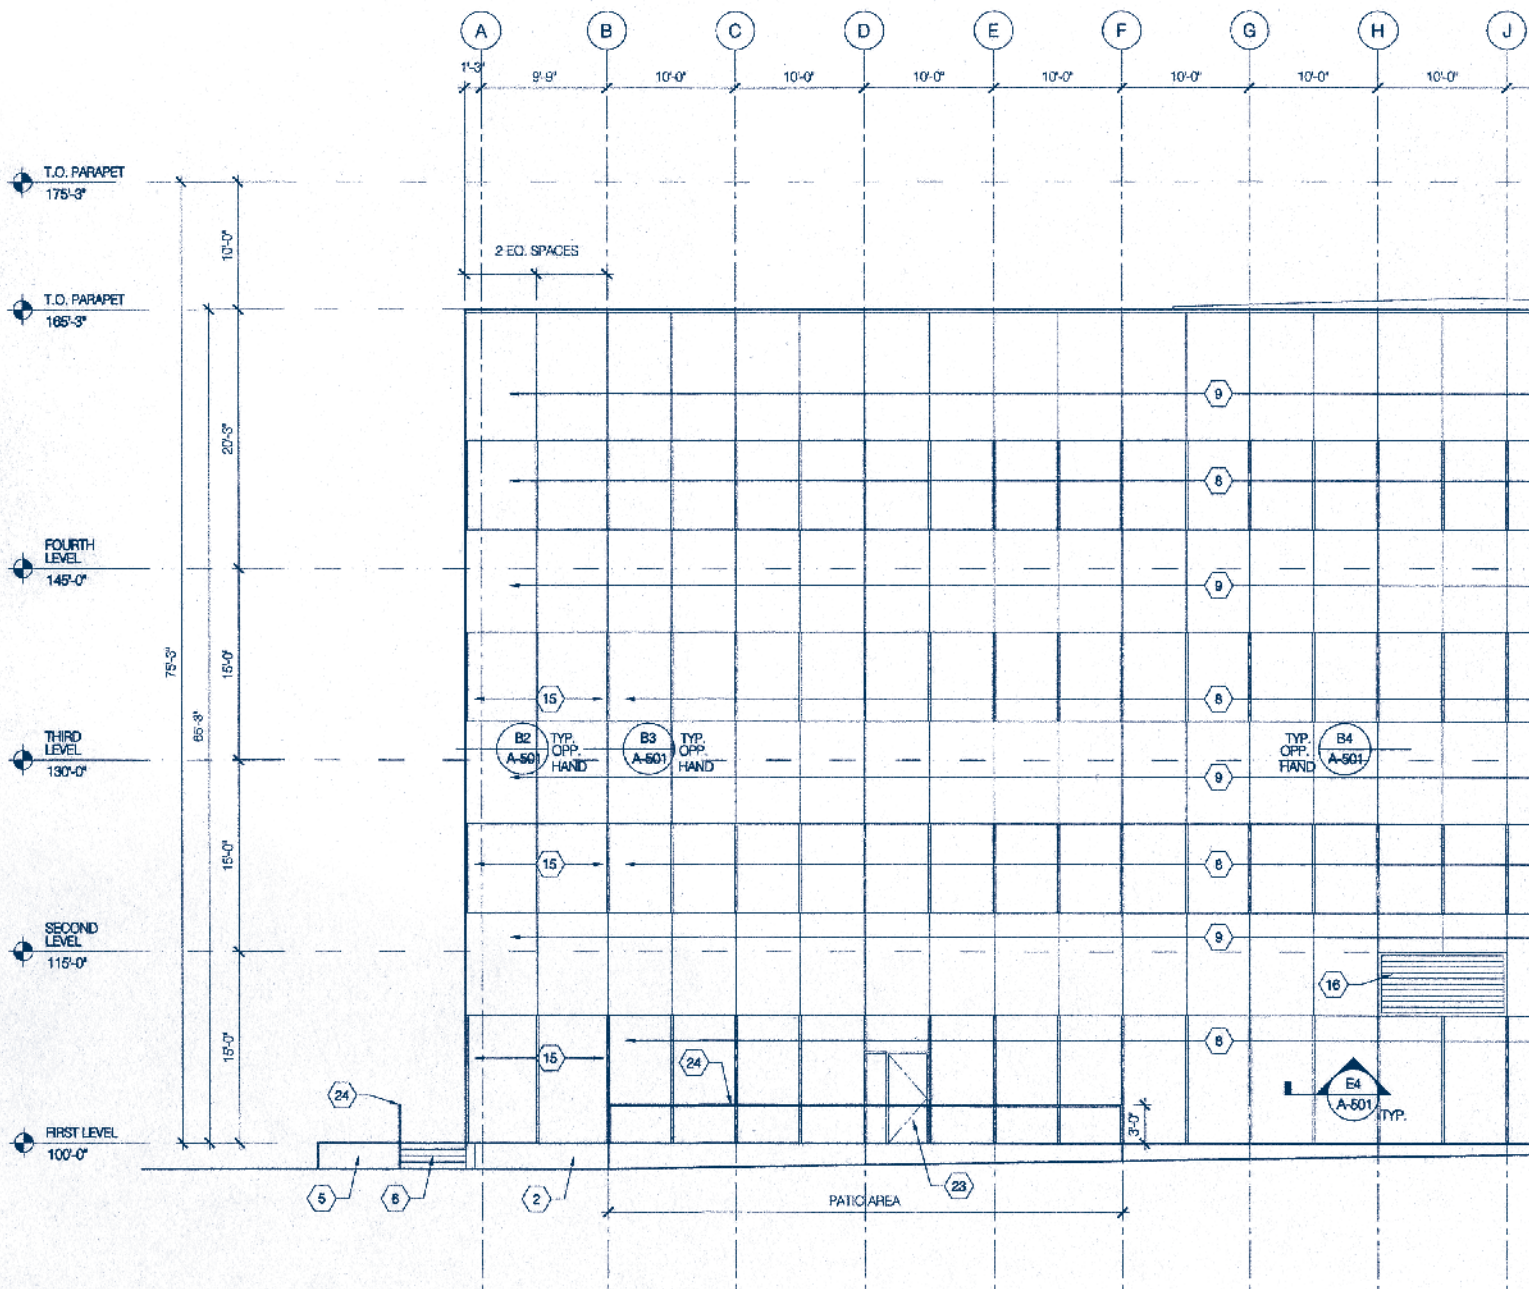 A B C D E F G H J
1'-3" 9'-9" 10'-0" 10'-0" 10'-0" 10'-0" 10'-0" 10'-0" 10'-0"
T.O. PARAPET
175'-3"
10'-0"
2 EQ. SPACES
T.O. PARAPET
165'-3"
9
20'-3"
8
FOURTH
LEVEL
145'-0"
9
75'-3"
15'-0"
65'-3"
15 8
THIRD
LEVEL
130'-0"
B2
A-501
TYP.
OPP.
HAND
B3
A-501
TYP.
OPP.
HAND
TYP.
OPP.
HAND
B4
A-501
9
15'-0"
15 8
SECOND
LEVEL
115'-0"
9
16
15'-0"
15 24 8
24
E4
A-501
TYP.
3'-0"
FIRST LEVEL
100'-0"
5 6 2 23
PATIO AREA